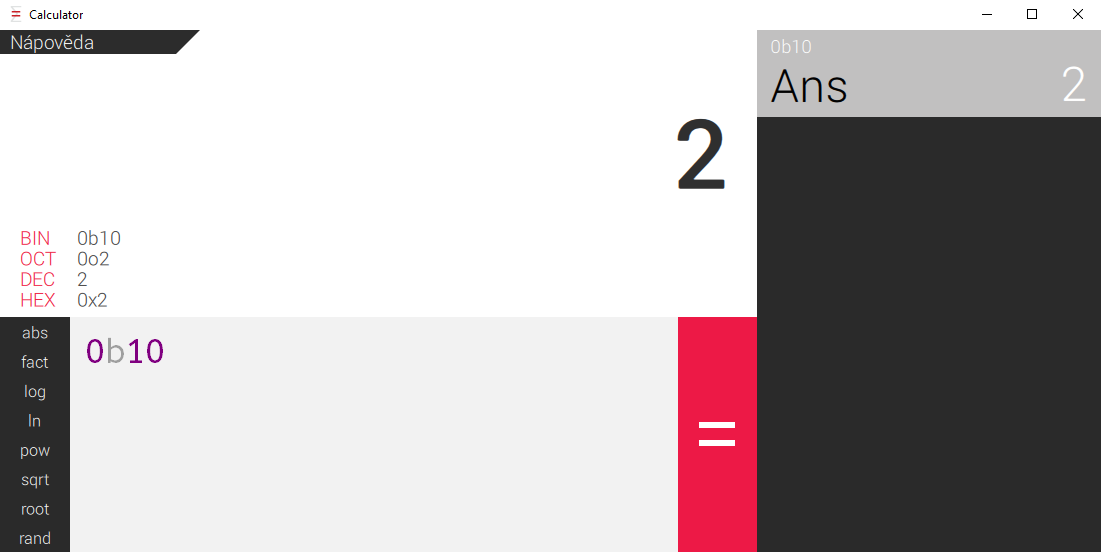 Calculator
Nápověda
2
BIN 0b10
OCT 0o2
DEC 2
HEX 0x2
abs
fact
log
ln
pow
sqrt
root
rand
0b10
=
0b10
Ans 2